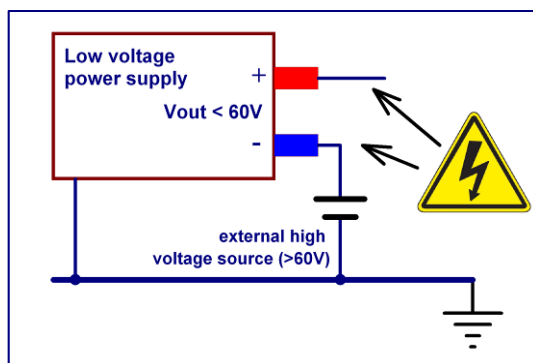 Low voltage
power supply
+
Vout < 60V
-
external high
voltage source (>60V)